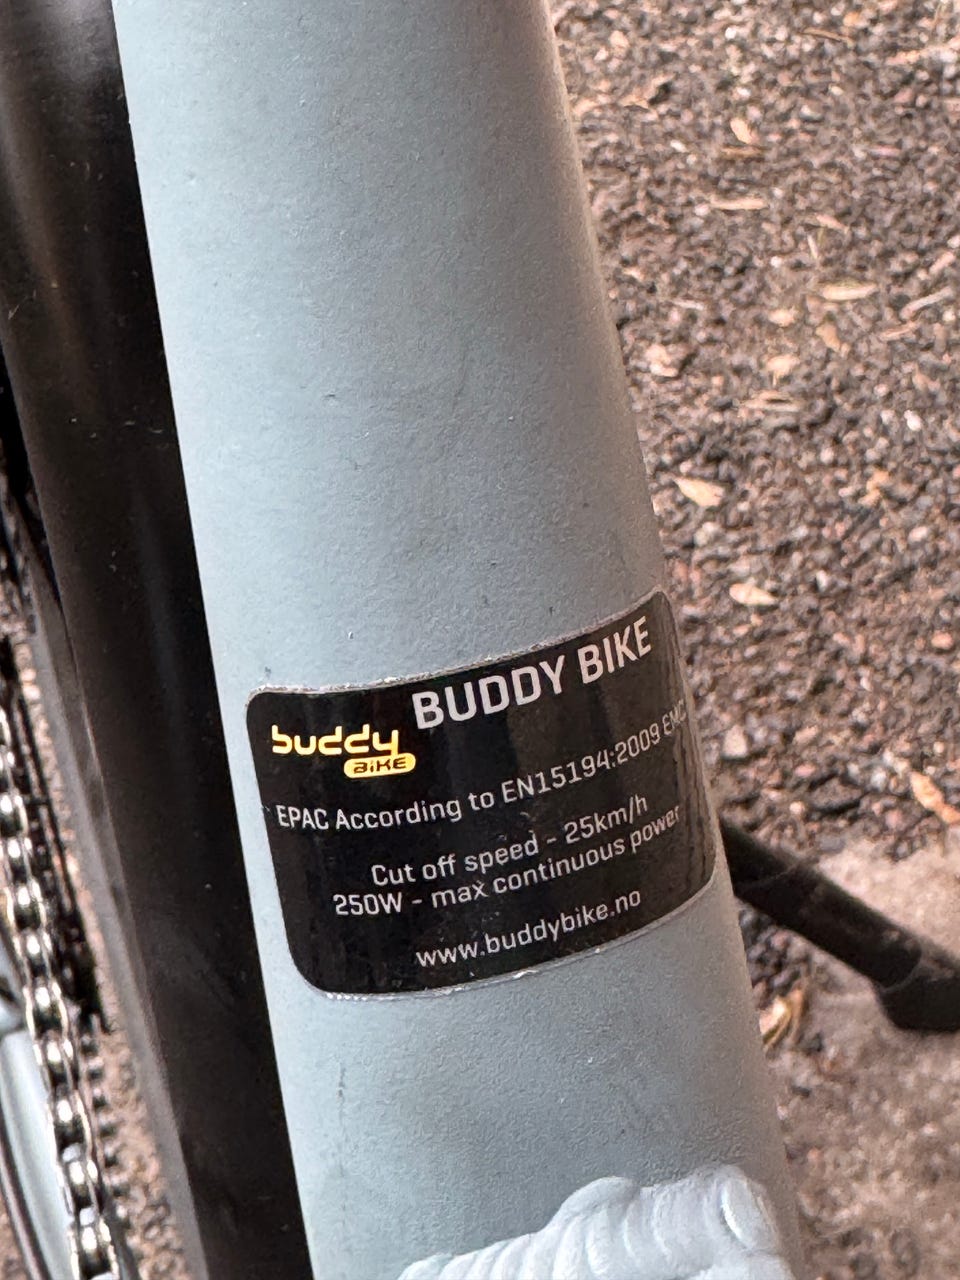 BUDDY BIKE
buddy
BIKE
EPAC According to EN15194:2009 EMC
Cut off speed - 25km/h
250W - max continuous power
www.buddybike.no